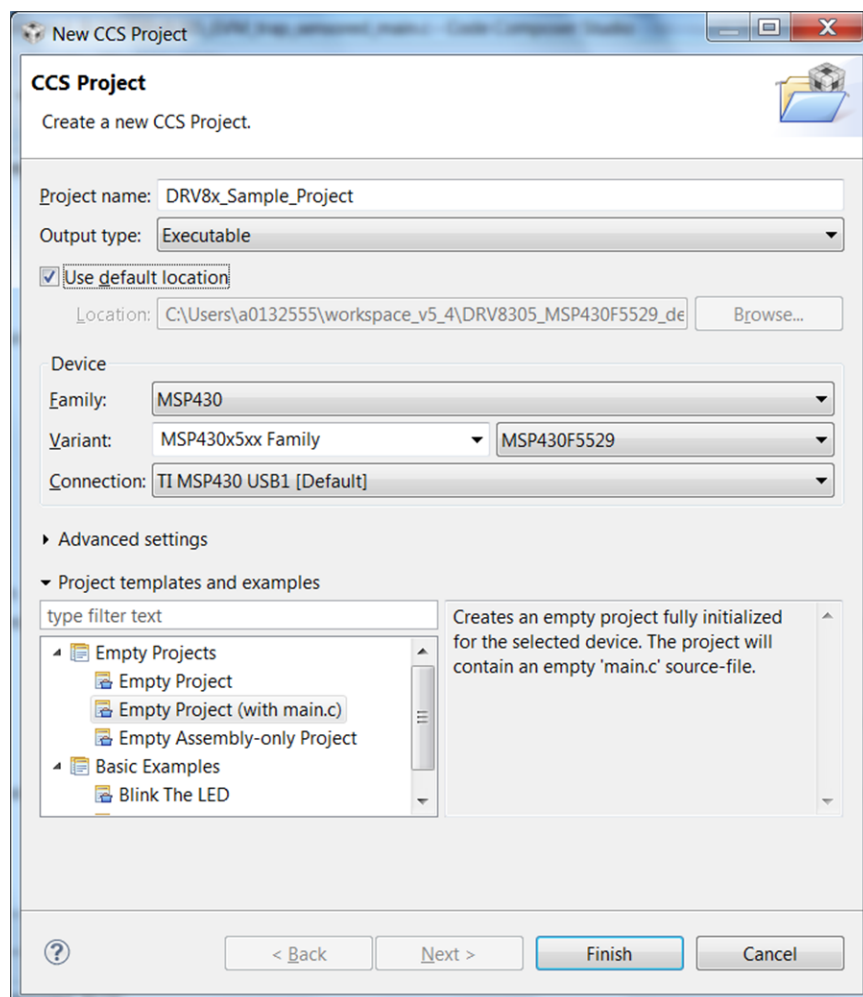 New CCS Project
CCS Project
Create a new CCS Project.
Project name: DRV8x_Sample_Project
Output type: Executable
Use default location
Location: C:\Users\a0132555\workspace_v5_4\DRV8305_MSP430F5529_de Browse...
Device
Family: MSP430
Variant: MSP430x5xx Family MSP430F5529
Connection: TI MSP430 USB1 [Default]
Advanced settings
Project templates and examples
type filter text
Empty Projects
Empty Project
Empty Project (with main.c)
Empty Assembly-only Project
Basic Examples
Blink The LED
Creates an empty project fully initialized
for the selected device. The project will
contain an empty 'main.c' source-file.
? < Back Next > Finish Cancel